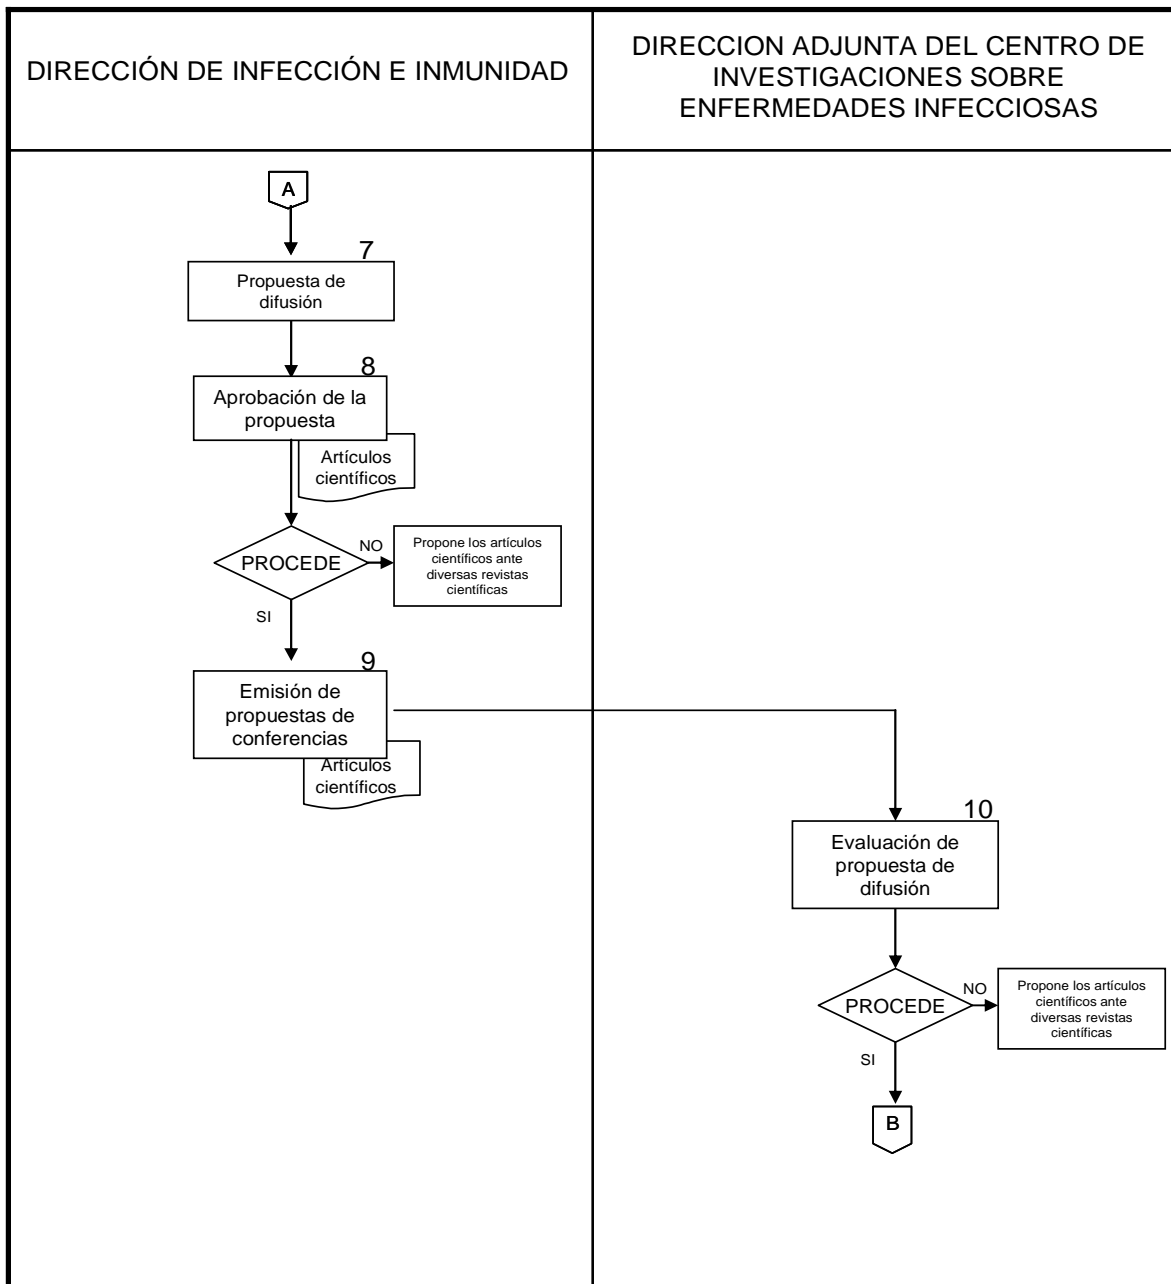 DIRECCIÓN DE INFECCIÓN E INMUNIDAD
DIRECCION ADJUNTA DEL CENTRO DE
INVESTIGACIONES SOBRE
ENFERMEDADES INFECCIOSAS
A
7
Propuesta de
difusión
8
Aprobación de la
propuesta
Artículos
científicos
PROCEDE
NO
Propone los artículos
científicos ante
diversas revistas
científicas
SI
9
Emisión de
propuestas de
conferencias
Artículos
científicos
10
Evaluación de
propuesta de
difusión
PROCEDE
NO
Propone los artículos
científicos ante
diversas revistas
científicas
SI
B